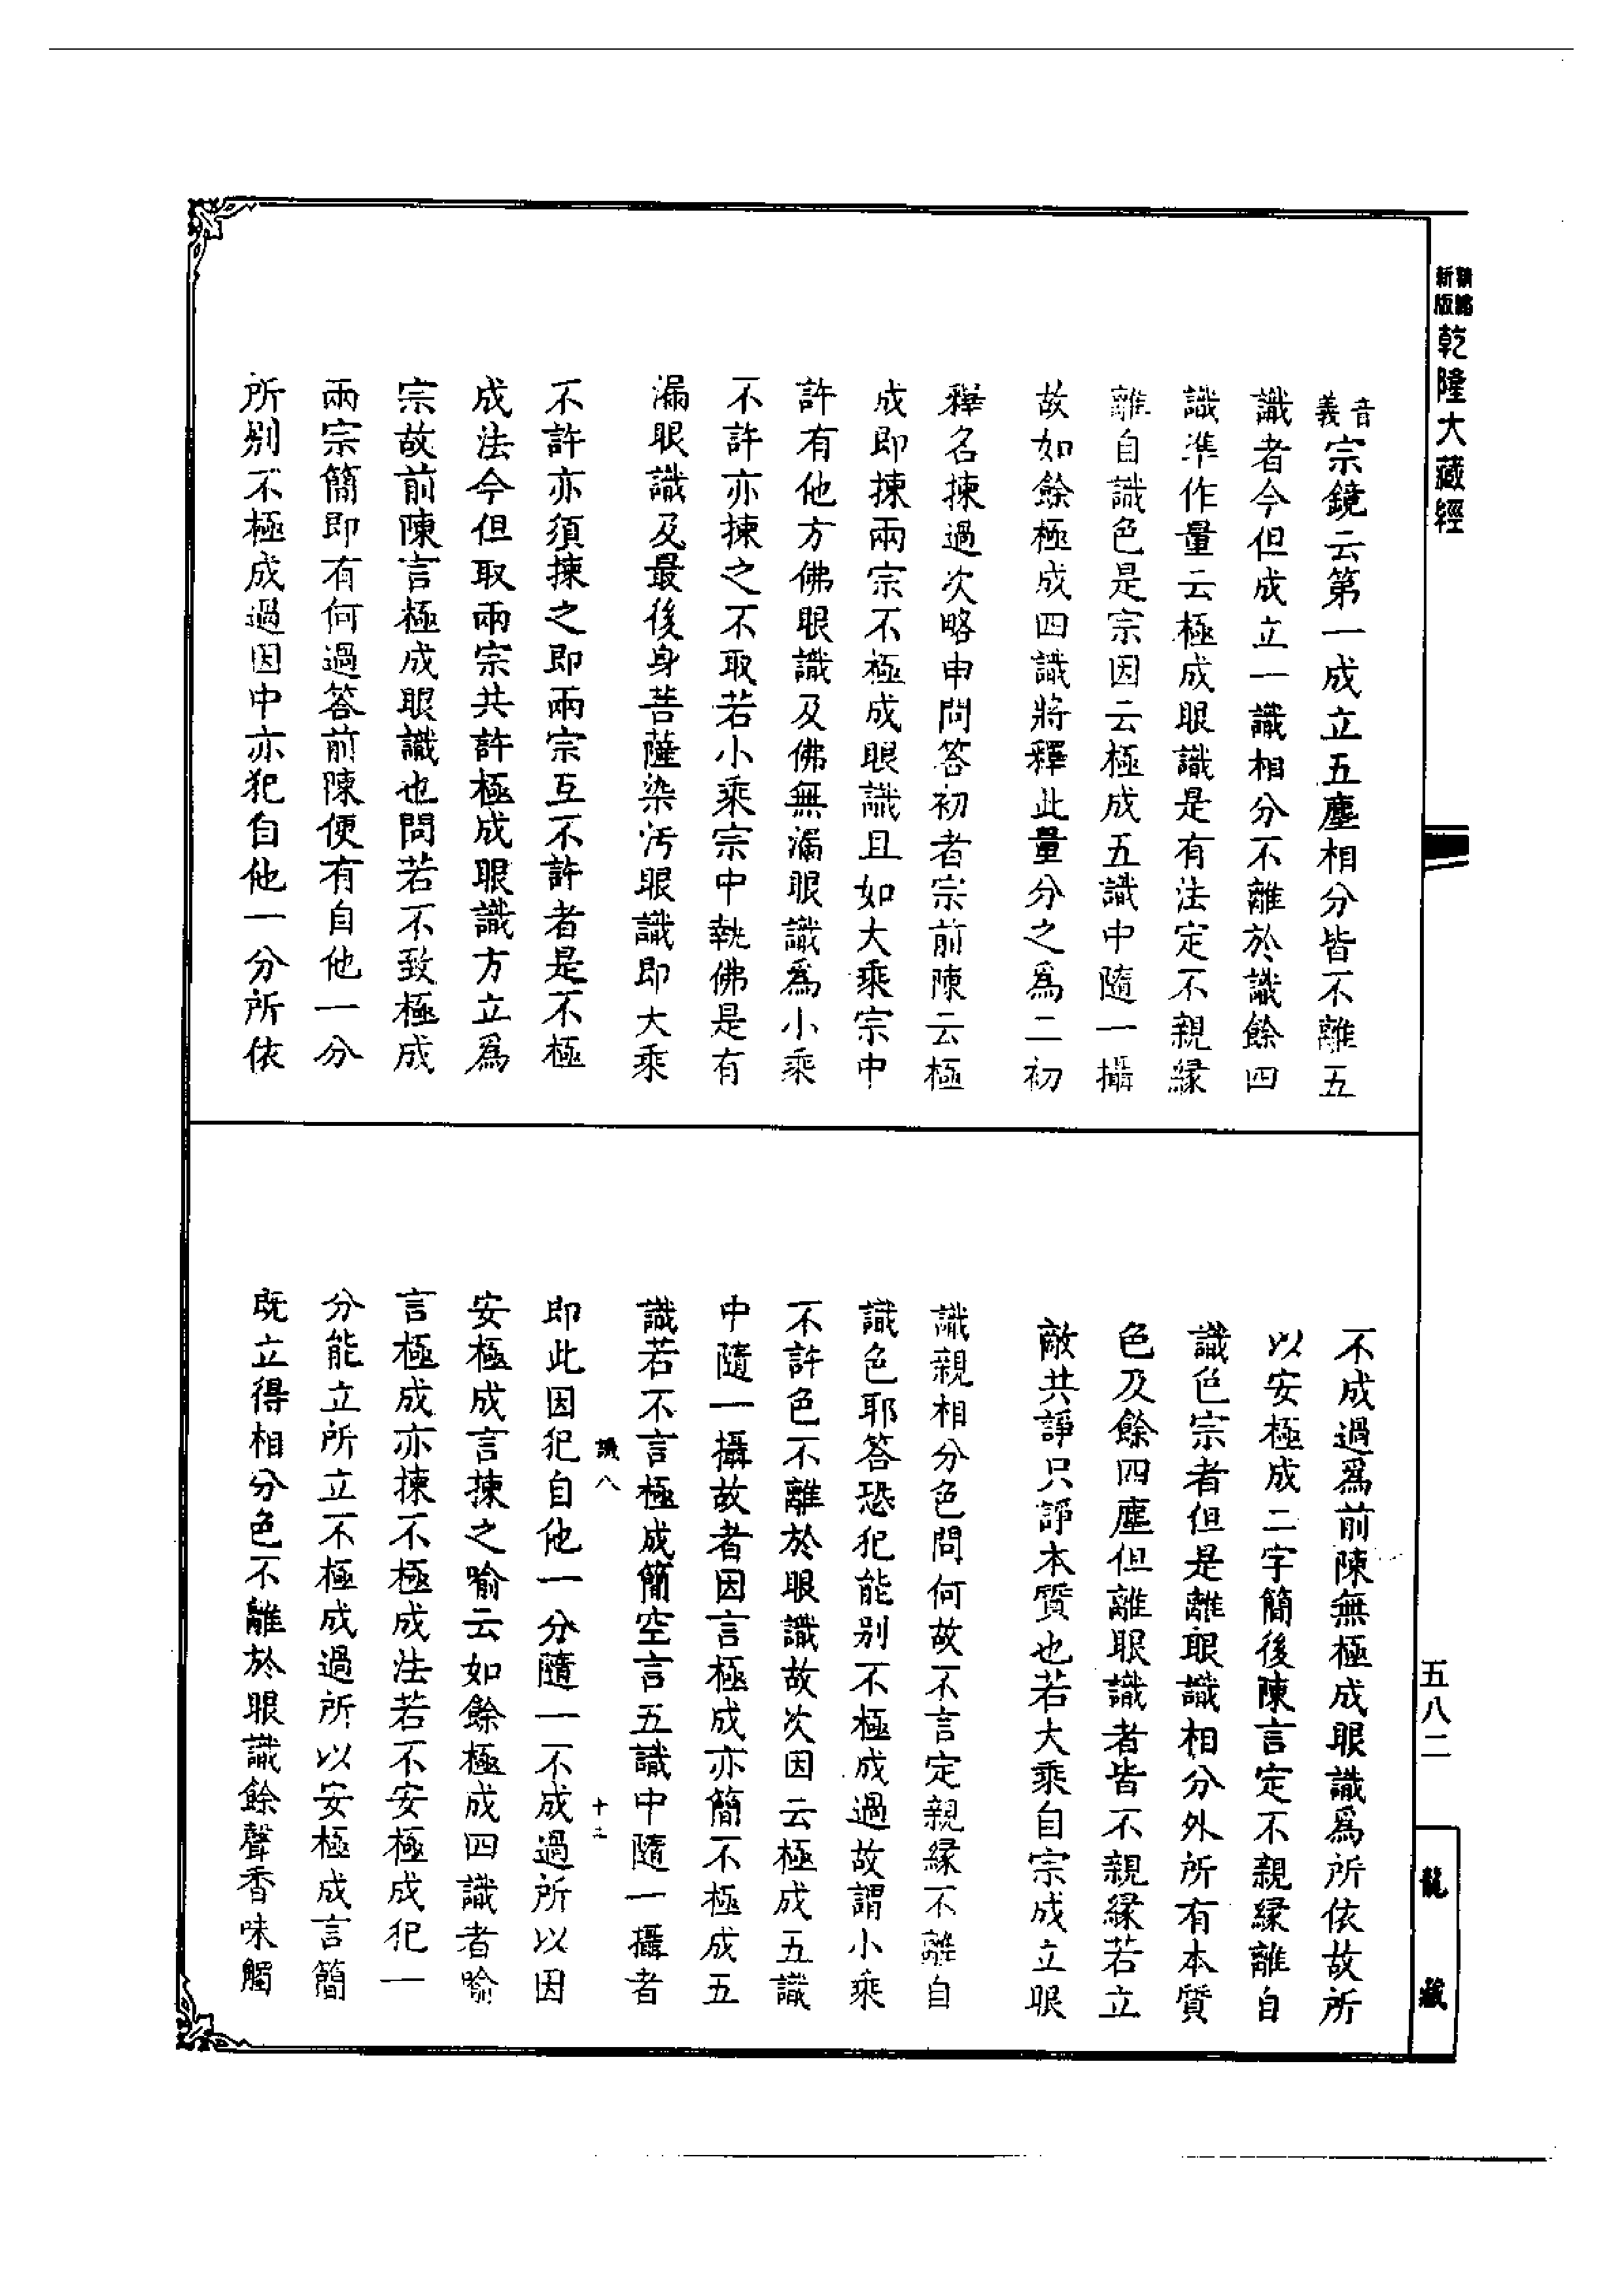 新版
精縮
乾隆大藏經
音義宗鏡云第一成立五塵相分皆不離五
識者今但成立一識相分不離於識餘四
識準作量云極成眼識是有法定不親緣
離自識色是宗因云極成五識中隨一攝
故如餘極成四識將釋此量分之為二初
釋名揀過次略申問答初者宗前陳云極
成即揀兩宗不極成眼識且如大乘宗中
許有他方佛眼識及佛無漏眼識為小乘
不許亦揀之不取若小乘宗中執佛是有
漏眼識及最後身菩薩染汚眼識即大乘
不許亦須揀之即兩宗互不許者是不極
成法今但取兩宗共許極成眼識方立為
宗故前陳言極成眼識也問若不致極成
兩宗簡即有何過答前陳便有自他一分
所別不極成過因中亦犯自他一分所依
不成過為前陳無極成眼識為所依故所
以安極成二字簡後陳言定不親緣離自
識色宗者但是離眼識相分外所有本質
色及餘四塵但離眼識者皆不親緣若立
敵共諍只諍本質也若大乘自宗成立眼
識親相分色問何故不言定親緣不離自
識色耶答恐犯能別不極成過故謂小乘
不許色不離於眼識故次因云極成五識
中隨一攝故者因言極成亦簡不極成五
識若不言極成簡空言五識中隨一攝者
議八
十二
即此因犯自他一分隨一不成過所以因
安極成言揀之喻云如餘極成四識者喻
言極成亦揀不極成法若不安極成犯一
分能立所立不極成過所以安極成言簡
既立得相分色不離於眼識餘聲香味觸
五八二
龍藏